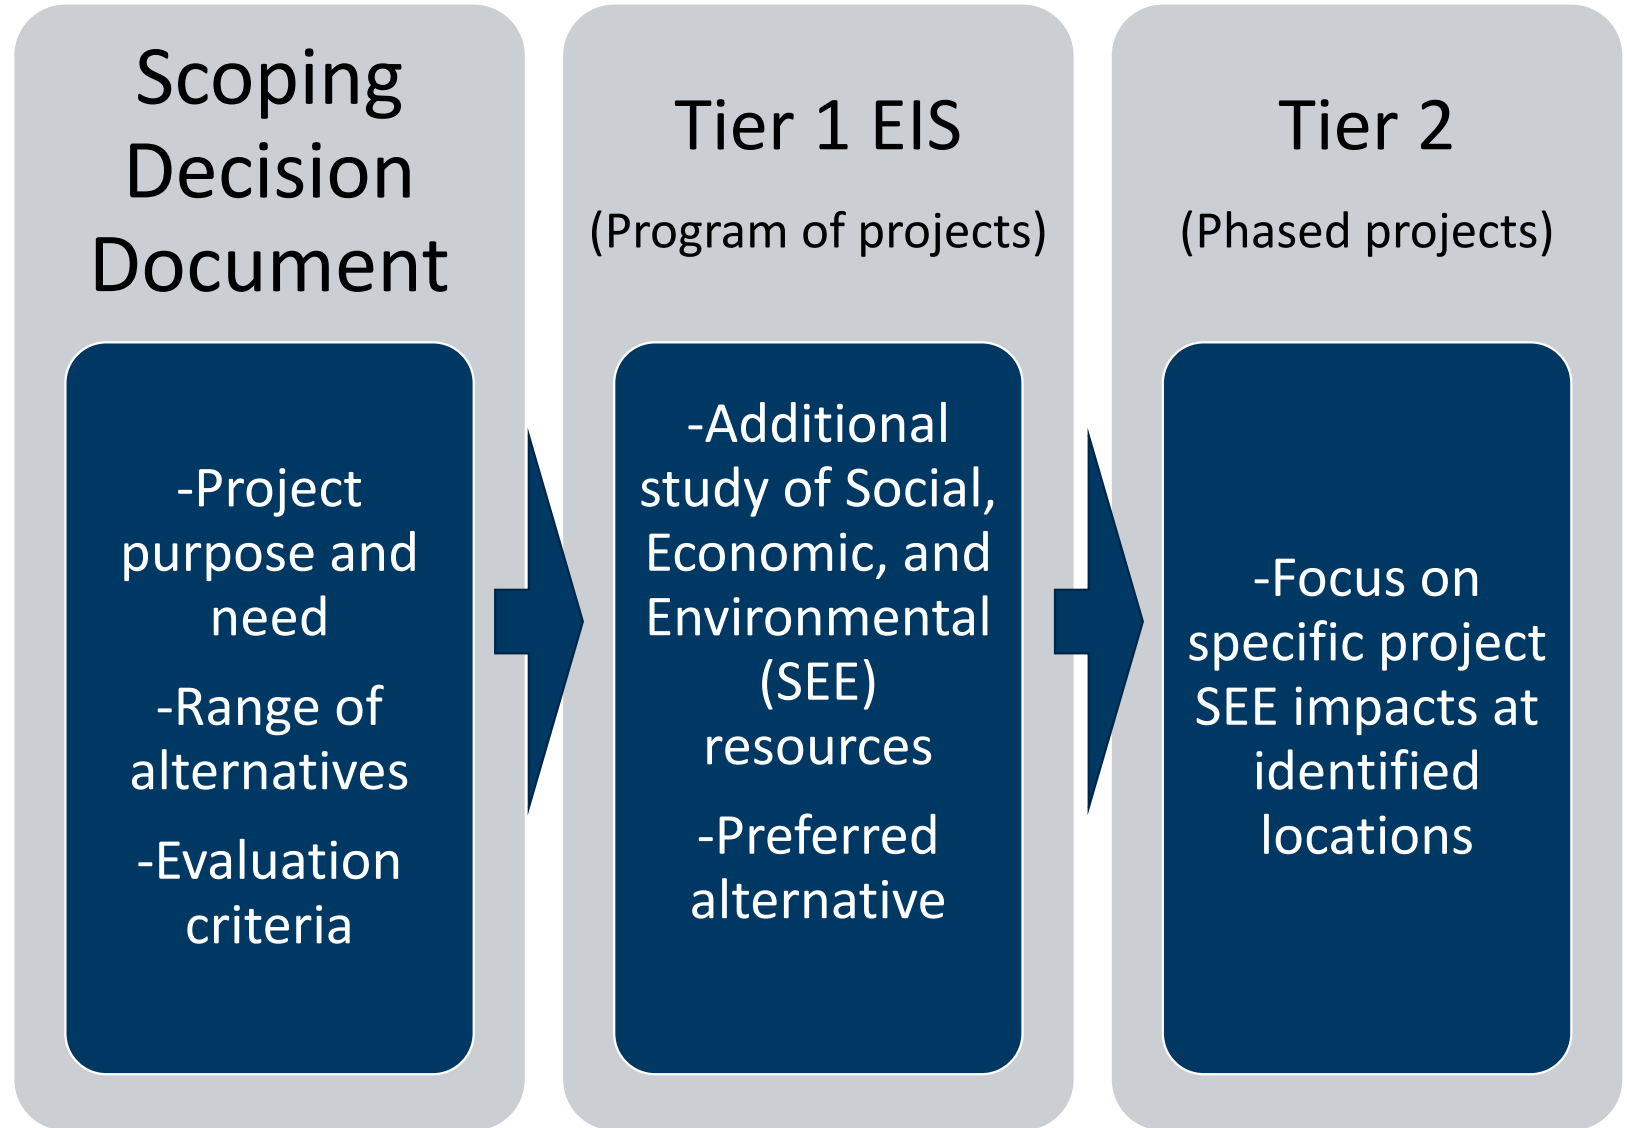 Scoping
Decision
Document
-Project
purpose and
need
-Range of
alternatives
-Evaluation
criteria
Tier 1 EIS
(Program of projects)
-Additional
study of Social,
Economic, and
Environmental
(SEE)
resources
-Preferred
alternative
Tier 2
(Phased projects)
-Focus on
specific project
SEE impacts at
identified
locations